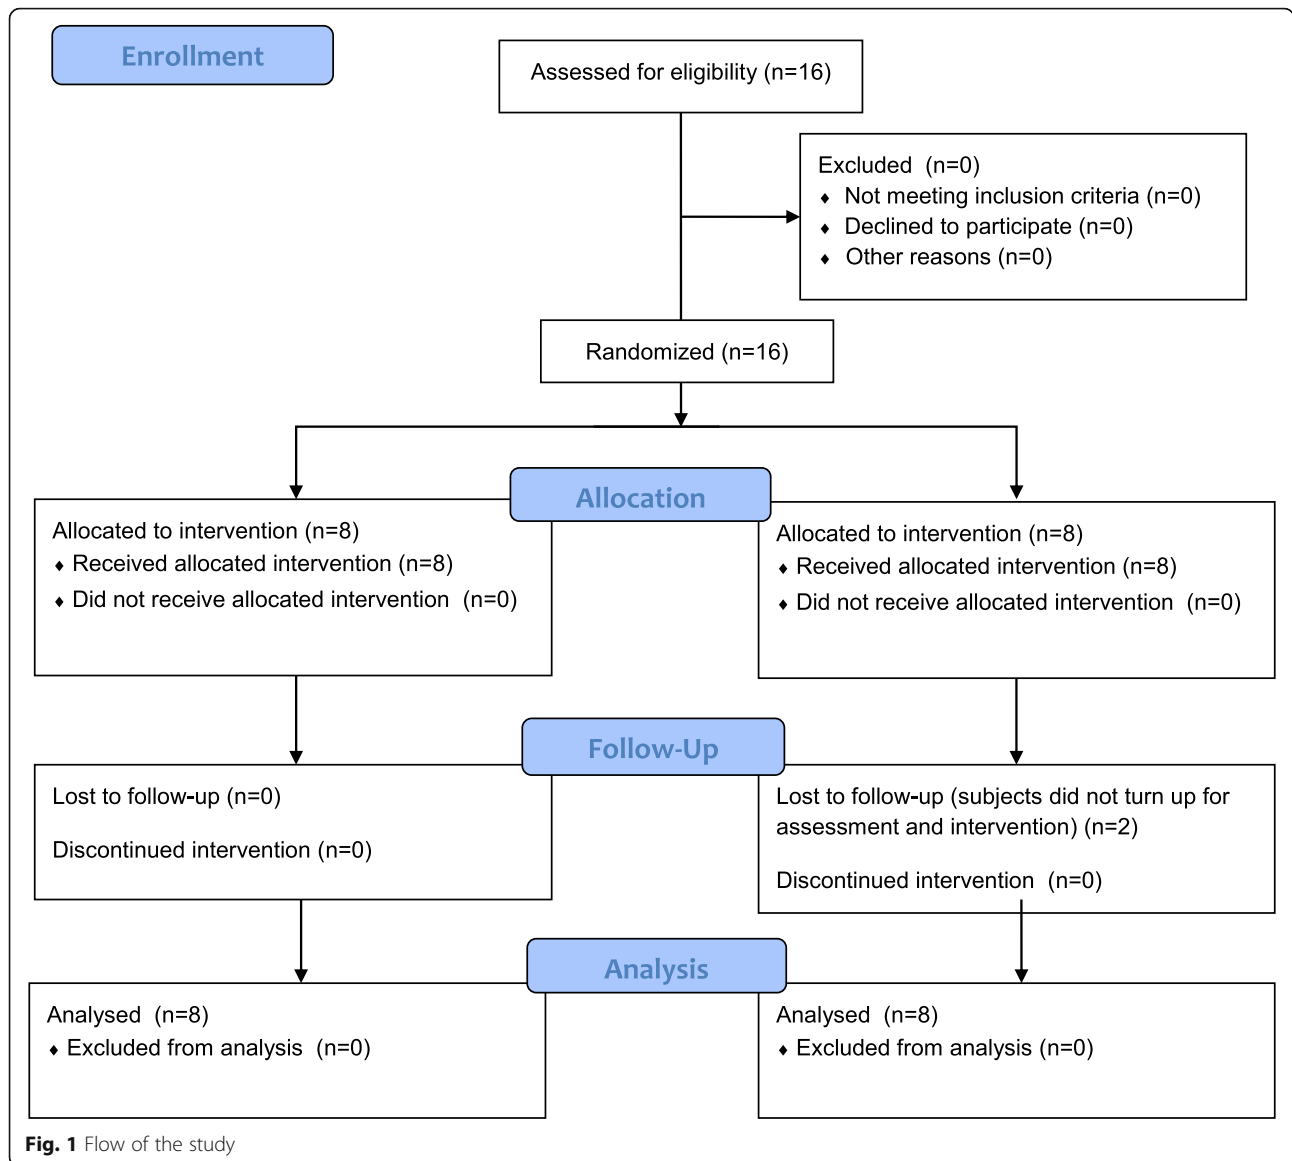 Enrollment
Assessed for eligibility (n=16)
Excluded (n=0)
♦ Not meeting inclusion criteria (n=0)
♦ Declined to participate (n=0)
♦ Other reasons (n=0)
Randomized (n=16)
Allocation
Allocated to intervention (n=8)
♦ Received allocated intervention (n=8)
♦ Did not receive allocated intervention (n=0)
Allocated to intervention (n=8)
♦ Received allocated intervention (n=8)
♦ Did not receive allocated intervention (n=0)
Follow-Up
Lost to follow-up (n=0)
Discontinued intervention (n=0)
Lost to follow-up (subjects did not turn up for
assessment and intervention) (n=2)
Discontinued intervention (n=0)
Analysis
Analysed (n=8)
♦ Excluded from analysis (n=0)
Analysed (n=8)
♦ Excluded from analysis (n=0)
Fig. 1 Flow of the study